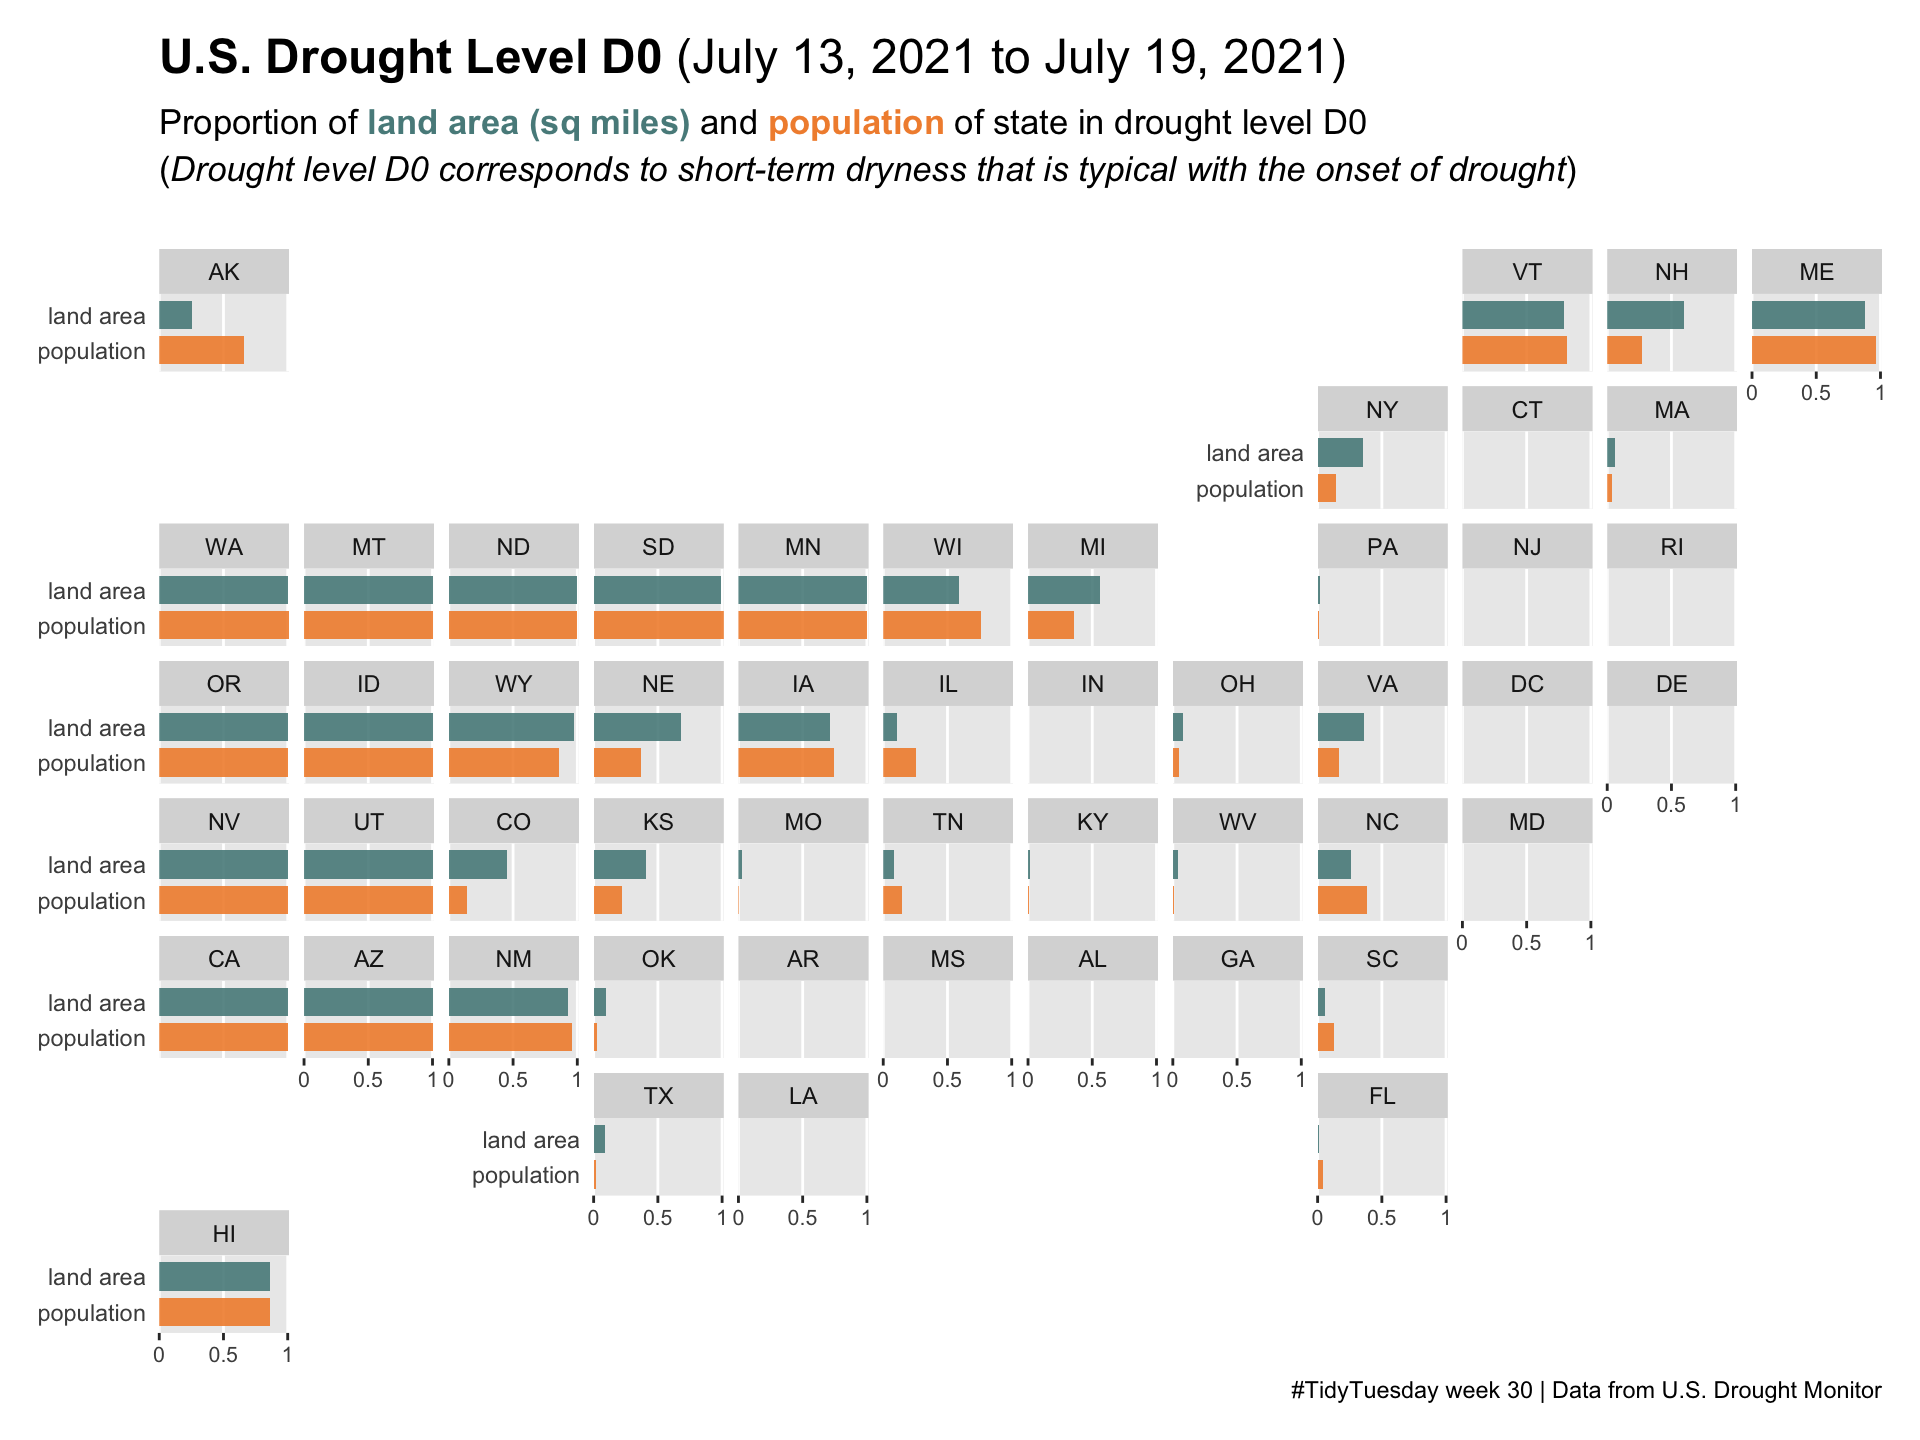 U.S. Drought Level D0 (July 13, 2021 to July 19, 2021)
Proportion of land area (sq miles) and population of state in drought level D0
(Drought level D0 corresponds to short-term dryness that is typical with the onset of drought)
AK VT NH ME
land area
population
0 0.5 1
NY CT MA
land area
population
WA MT ND SD MN WI MI PA NJ RI
land area
population
OR ID WY NE IA IL IN OH VA DC DE
land area
population
0 0.5 1
NV UT CO KS MO TN KY WV NC MD
land area
population
0 0.5 1
CA AZ NM OK AR MS AL GA SC
land area
population
0 0.5 1 0 0.5 1 0 0.5 1 0 0.5 1 0 0.5 1
TX LA FL
land area
population
0 0.5 1 0 0.5 1 0 0.5 1
HI
land area
population
0 0.5 1
#TidyTuesday week 30 | Data from U.S. Drought Monitor